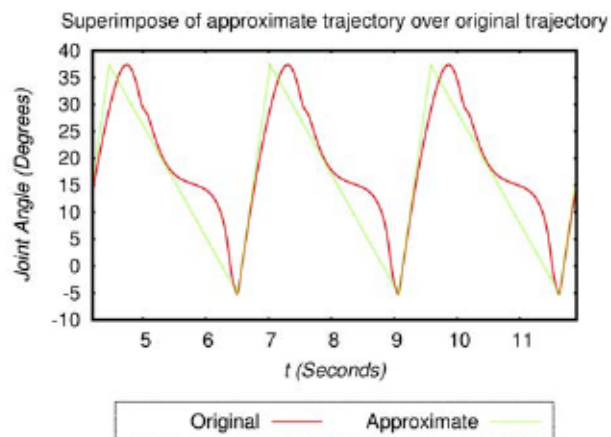 Superimpose of approximate trajectory over original trajectory
40
35
30
25
20
15
10
5
0
-5
-10
Joint Angle (Degrees)
5 6 7 8 9 10 11
t (Seconds)
Original Approximate